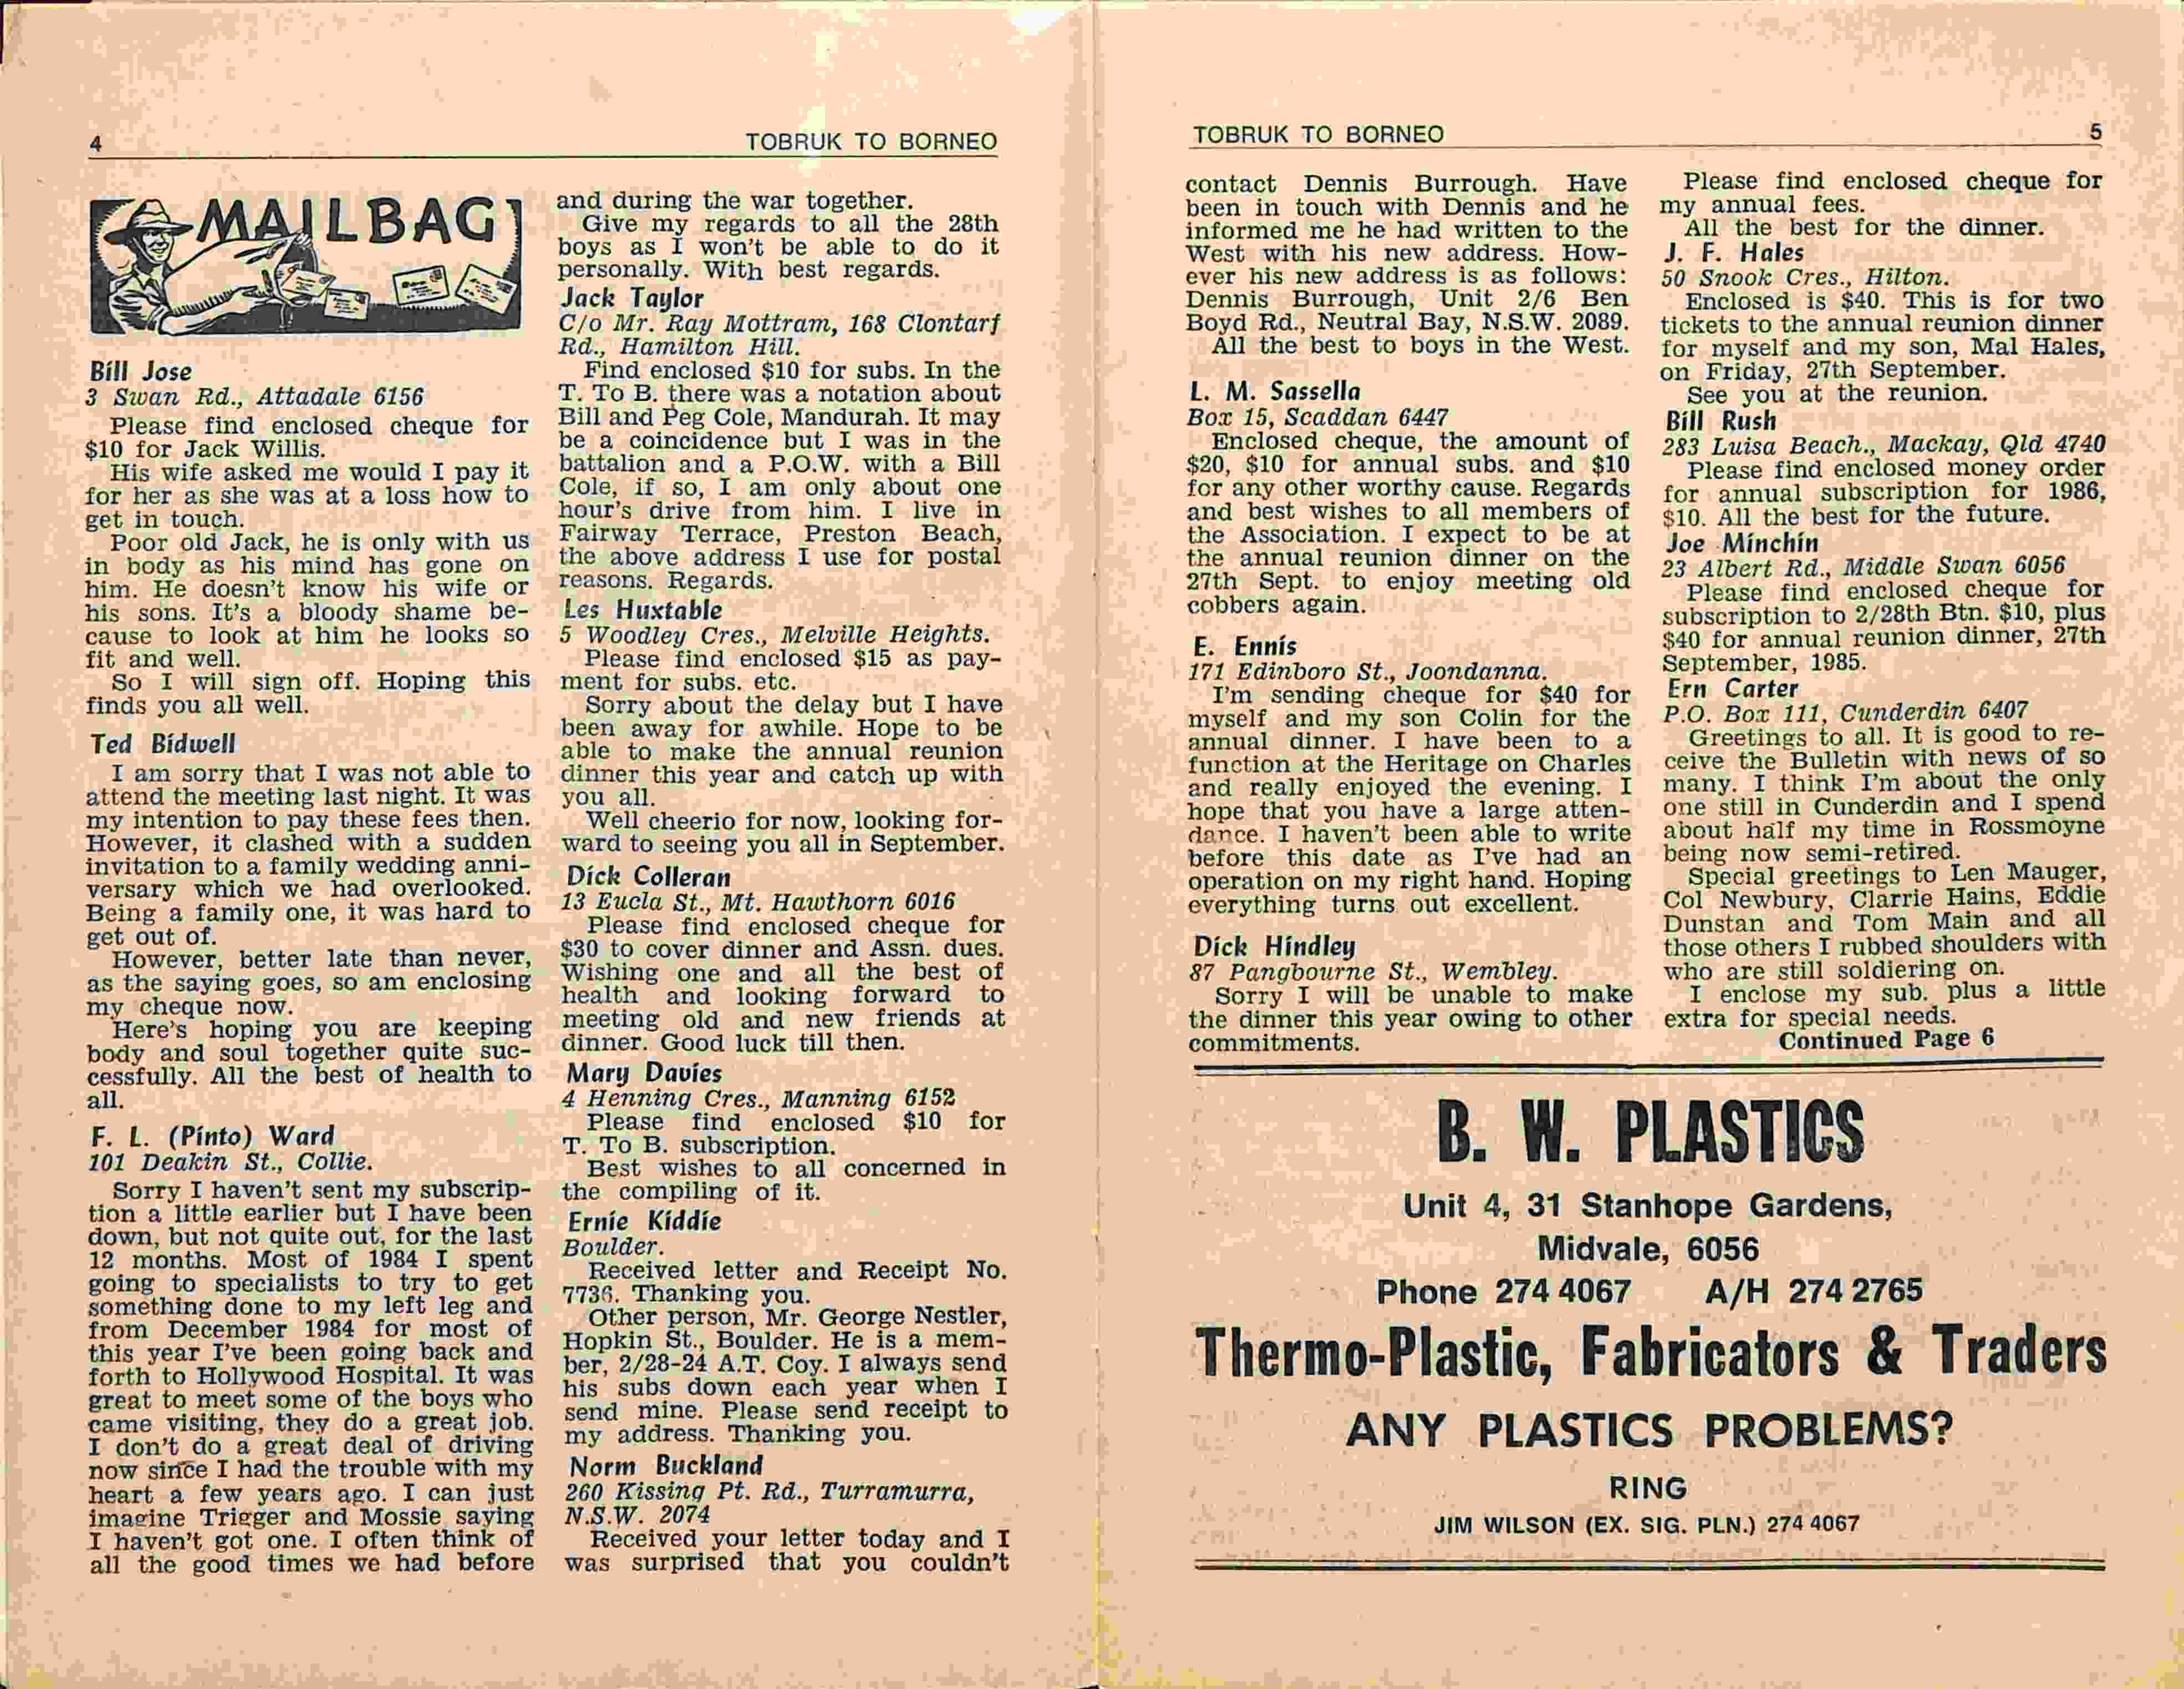 4
TOBRUK TO BORNEO
MAILBAG
Bill Jose
3 Swan Rd., Attadale 6156
Please find enclosed cheque for
$10 for Jack Willis.
His wife asked me would I pay it
for her as she was at a loss how to
get in touch.
Poor old Jack, he is only with us
in body as his mind has gone on
him. He doesn't know his wife or
his sons. It's a bloody shame be-
cause to look at him he looks so
fit and well.
So I will sign off. Hoping this
finds you all well.
Ted Bidwell
I am sorry that I was not able to
attend the meeting last night. It was
my intention to pay these fees then.
However, it clashed with a sudden
invitation to a family wedding anni-
versary which we had overlooked.
Being a family one, it was hard to
get out of.
However, better late than never,
as the saying goes, so am enclosing
my cheque now.
Here's hoping you are keeping
body and soul together quite suc-
cessfully. All the best of health to
all.
F. L. (Pinto) Ward
101 Deakin St., Collie.
Sorry I haven't sent my subscrip-
tion a little earlier but I have been
down, but not quite out, for the last
12 months. Most of 1984 I spent
going to specialists to try to get
something done to my left leg and
from December 1984 for most of
this year I've been going back and
forth to Hollywood Hospital. It was
great to meet some of the boys who
came visiting, they do a great job.
I don't do a great deal of driving
now since I had the trouble with my
heart a few years ago. I can just
imagine Trigger and Mossie saying
I haven't got one. I often think of
all the good times we had before
and during the war together.
Give my regards to all the 28th
boys as I won't be able to do it
personally. With best regards.
Jack Taylor
C/o Mr. Ray Mottram, 168 Clontarf
Rd., Hamilton Hill.
Find enclosed $10 for subs. In the
T. To B. there was a notation about
Bill and Peg Cole, Mandurah. It may
be a coincidence but I was in the
battalion and a P.O.W. with a Bill
Cole, if so, I am only about one
hour's drive from him. I live in
Fairway Terrace, Preston Beach,
the above address I use for postal
reasons. Regards.
Les Huxtable
5 Woodley Cres., Melville Heights.
Please find enclosed $15 as pay-
ment for subs. etc.
Sorry about the delay but I have
been away for awhile. Hope to be
able to make the annual reunion
dinner this year and catch up with
you all.
Well cheerio for now, looking for-
ward to seeing you all in September.
Dick Colleran
13 Eucla St., Mt. Hawthorn 6016
Please find enclosed cheque for
$30 to cover dinner and Assn. dues.
Wishing one and all the best of
health and looking forward to
meeting old and new friends at
dinner. Good luck till then.
Mary Davies
4 Henning Cres., Manning 6152
Please find enclosed $10 for
T. To B. subscription.
Best wishes to all concerned in
the compiling of it.
Ernie Kiddie
Boulder.
Received letter and Receipt No.
7736. Thanking you.
Other person, Mr. George Nestler,
Hopkin St., Boulder. He is a mem-
ber, 2/28-24 A.T. Coy. I always send
his subs down each year when I
send mine. Please send receipt to
my address. Thanking you.
Norm Buckland
260 Kissing Pt. Rd., Turramurra,
N.S.W. 2074
Received your letter today and I
was surprised that you couldn't
TOBRUK TO BORNEO
5
contact Dennis Burrough. Have
been in touch with Dennis and he
informed me he had written to the
West with his new address. How-
ever his new address is as follows:
Dennis Burrough, Unit 2/6 Ben
Boyd Rd., Neutral Bay, N.S.W. 2089.
All the best to boys in the West.
L. M. Sassella
Box 15, Scaddan 6447
Enclosed cheque, the amount of
$20, $10 for annual subs. and $10
for any other worthy cause. Regards
and best wishes to all members of
the Association. I expect to be at
the annual reunion dinner on the
27th Sept. to enjoy meeting old
cobbers again.
E. Ennis
171 Edinboro St., Joondanna.
I'm sending cheque for $40 for
myself and my son Colin for the
annual dinner. I have been to a
function at the Heritage on Charles
and really enjoyed the evening. I
hope that you have a large atten-
dance. I haven't been able to write
before this date as I've had an
operation on my right hand. Hoping
everything turns out excellent.
Dick Hindley
87 Pangbourne St., Wembley.
Sorry I will be unable to make
the dinner this year owing to other
commitments.
Please find enclosed cheque for
my annual fees.
All the best for the dinner.
J. F. Hales
50 Snook Cres., Hilton.
Enclosed is $40. This is for two
tickets to the annual reunion dinner
for myself and my son, Mal Hales,
on Friday, 27th September.
See you at the reunion.
Bill Rush
283 Luisa Beach., Mackay, Qld 4740
Please find enclosed money order
for annual subscription for 1986,
$10. All the best for the future.
Joe Minchin
23 Albert Rd., Middle Swan 6056
Please find enclosed cheque for
subscription to 2/28th Btn. $10, plus
$40 for annual reunion dinner, 27th
September, 1985.
Ern Carter
P.O. Box 111, Cunderdin 6407
Greetings to all. It is good to re-
ceive the Bulletin with news of so
many. I think I'm about the only
one still in Cunderdin and I spend
about half my time in Rossmoyne
being now semi-retired.
Special greetings to Len Mauger,
Col Newbury, Clarrie Hains, Eddie
Dunstan and Tom Main and all
those others I rubbed shoulders with
who are still soldiering on.
I enclose my sub. plus a little
extra for special needs.
Continued Page 6
B. W. PLASTICS
Unit 4, 31 Stanhope Gardens,
Midvale, 6056
Phone 274 4067 A/H 274 2765
Thermo-Plastic, Fabricators & Traders
ANY PLASTICS PROBLEMS?
RING
JIM WILSON (EX. SIG. PLN.) 274 4067